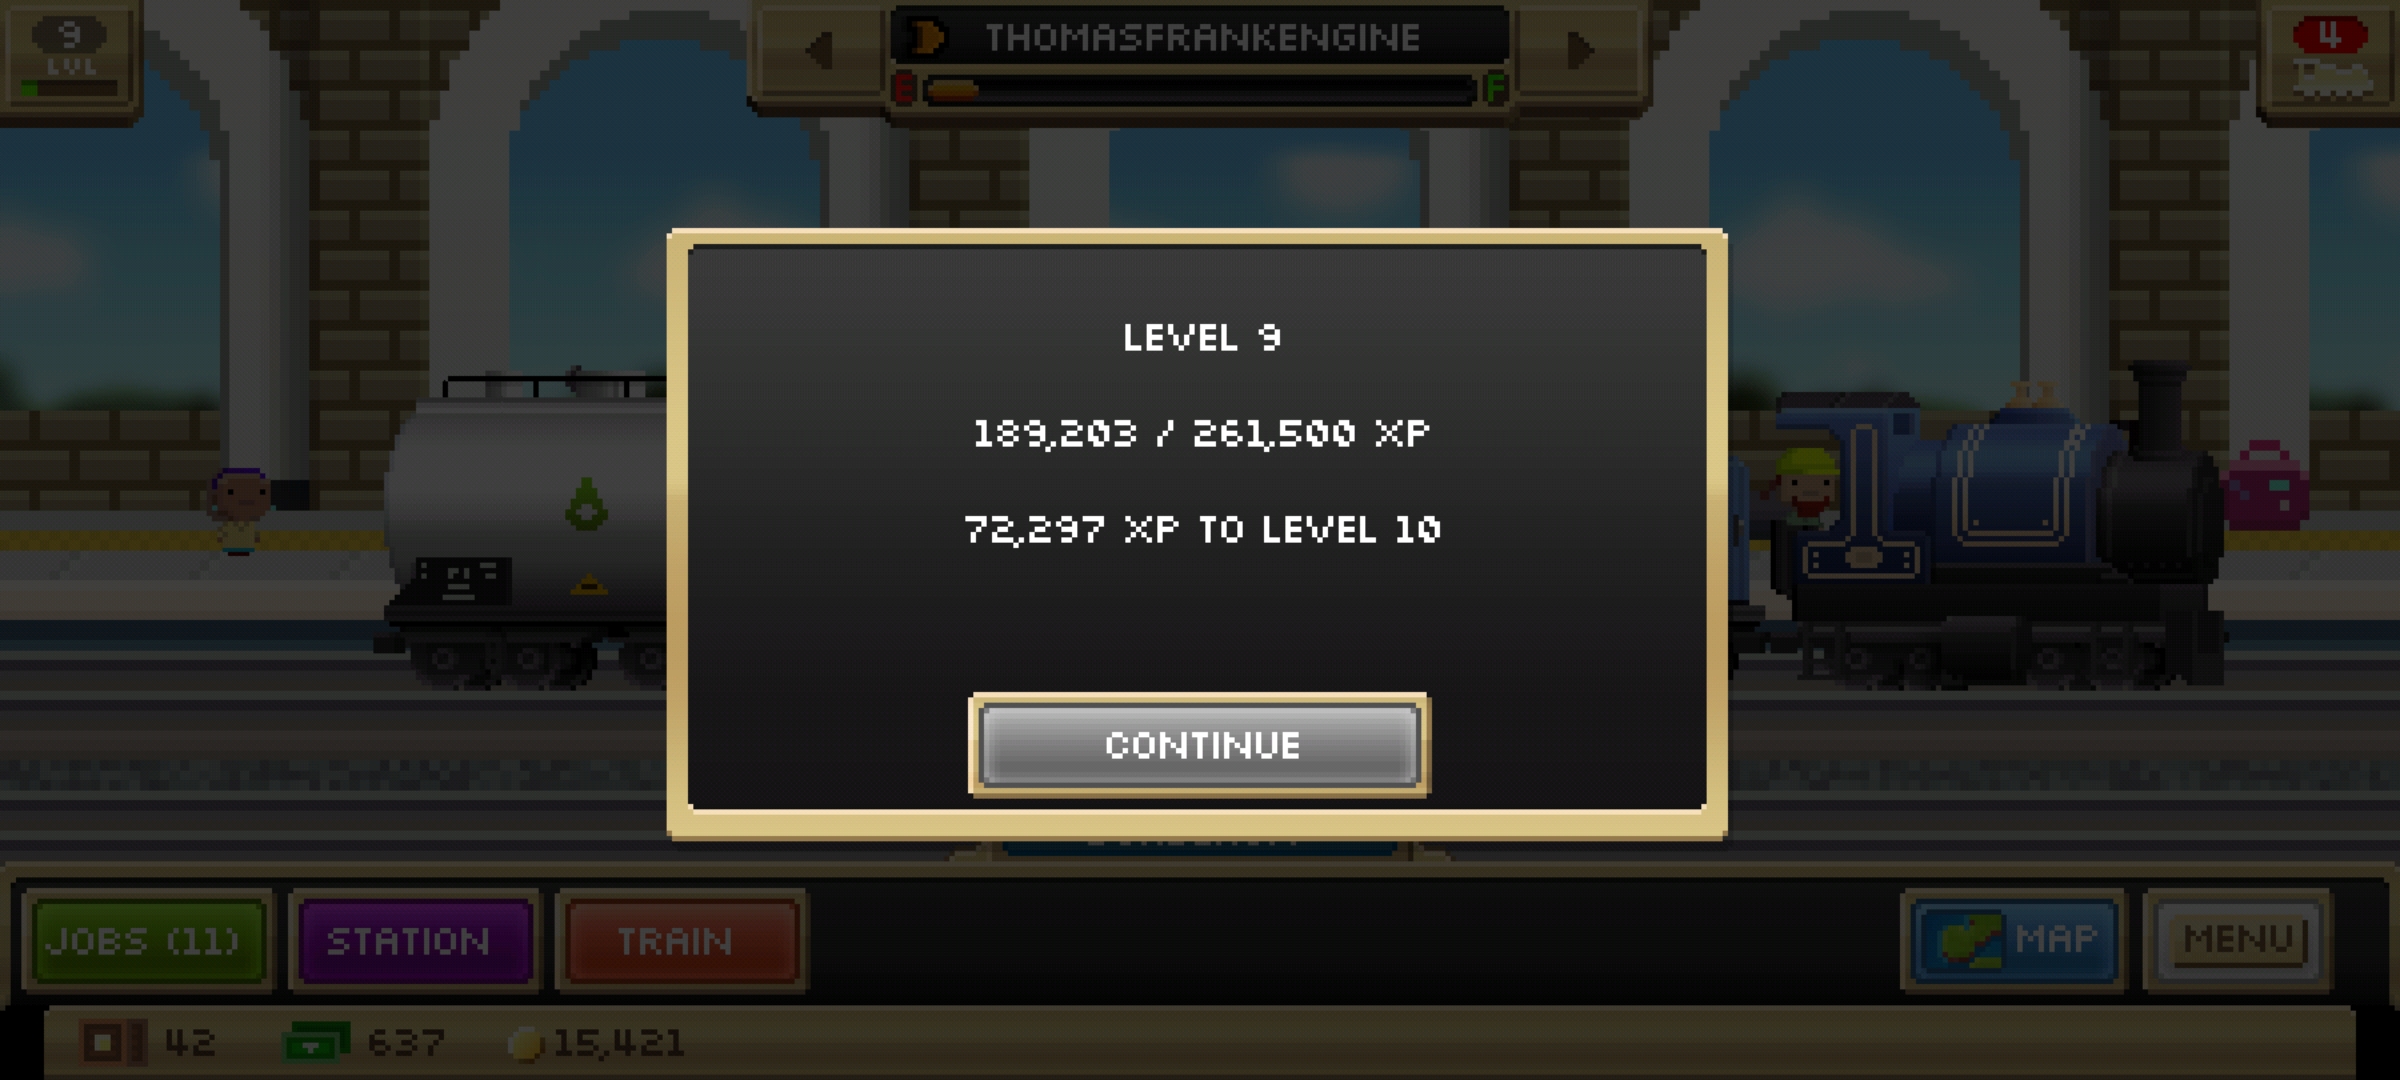 9
LVL
THOMASFRANKENGINE
E F
4
LEVEL 9
189,203 / 261,500 XP
72,297 XP TO LEVEL 10
CONTINUE
JOBS (11)
STATION
TRAIN
MAP
MENU
42
637
15,421